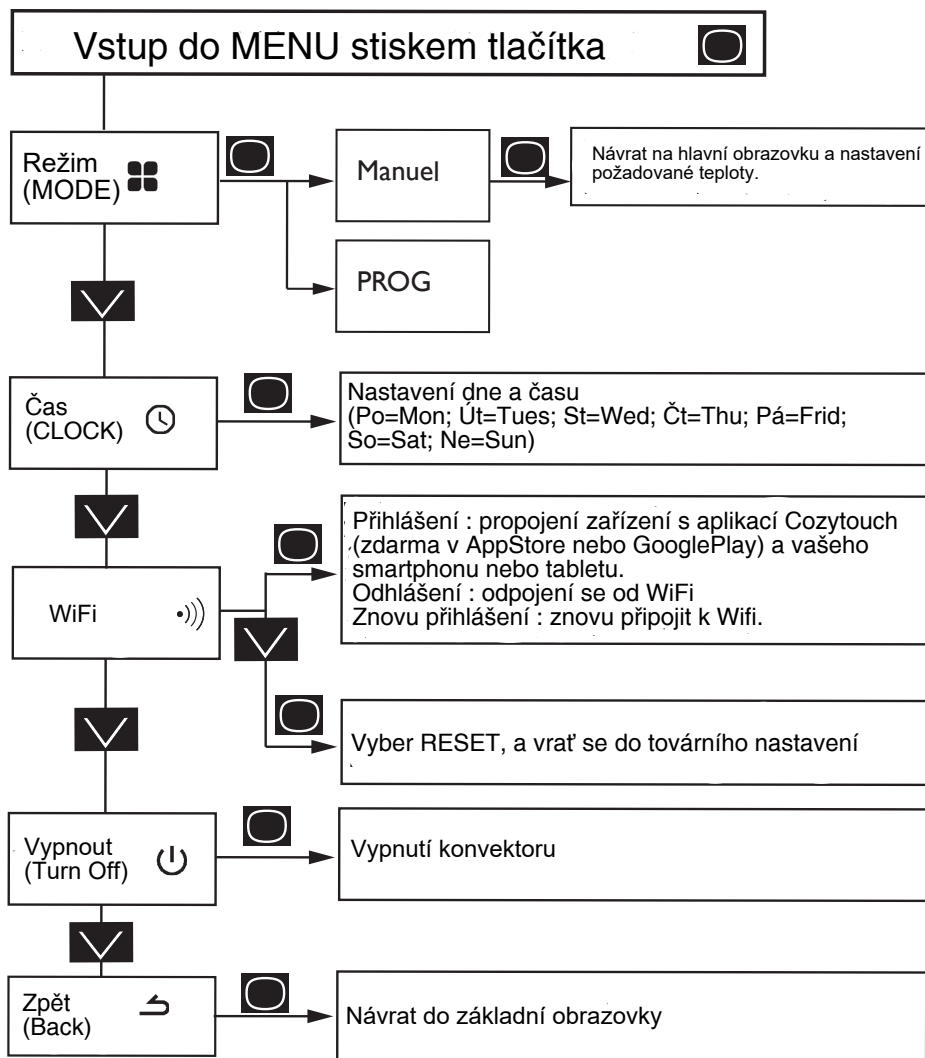 Vstup do MENU stiskem tlačítka
Režim
(MODE)
Manuel
Návrat na hlavní obrazovku a nastavení
požadované teploty.
PROG
Čas
(CLOCK)
Nastavení dne a času
(Po=Mon; Út=Tues; St=Wed; Čt=Thu; Pá=Frid;
So=Sat; Ne=Sun)
WiFi
Přihlášení : propojení zařízení s aplikací Cozytouch
(zdarma v AppStore nebo GooglePlay) a vašeho
smartphonu nebo tabletu.
Odhlášení : odpojení se od WiFi
Znovu přihlášení : znovu připojit k Wifi.
Vyber RESET, a vrať se do továrního nastavení
Vypnout
(Turn Off)
Vypnutí konvektoru
Zpět
(Back)
Návrat do základní obrazovky